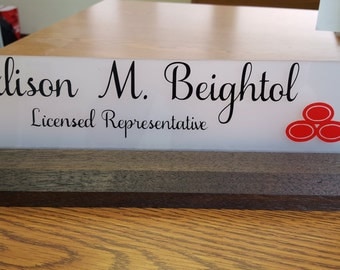 lison M. Beightol
Licensed Representative